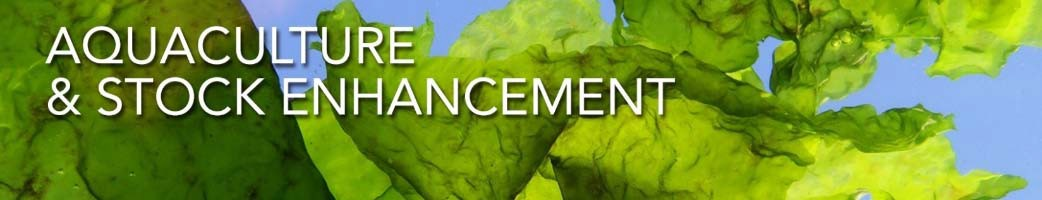 AQUACULTURE
& STOCK ENHANCEMENT